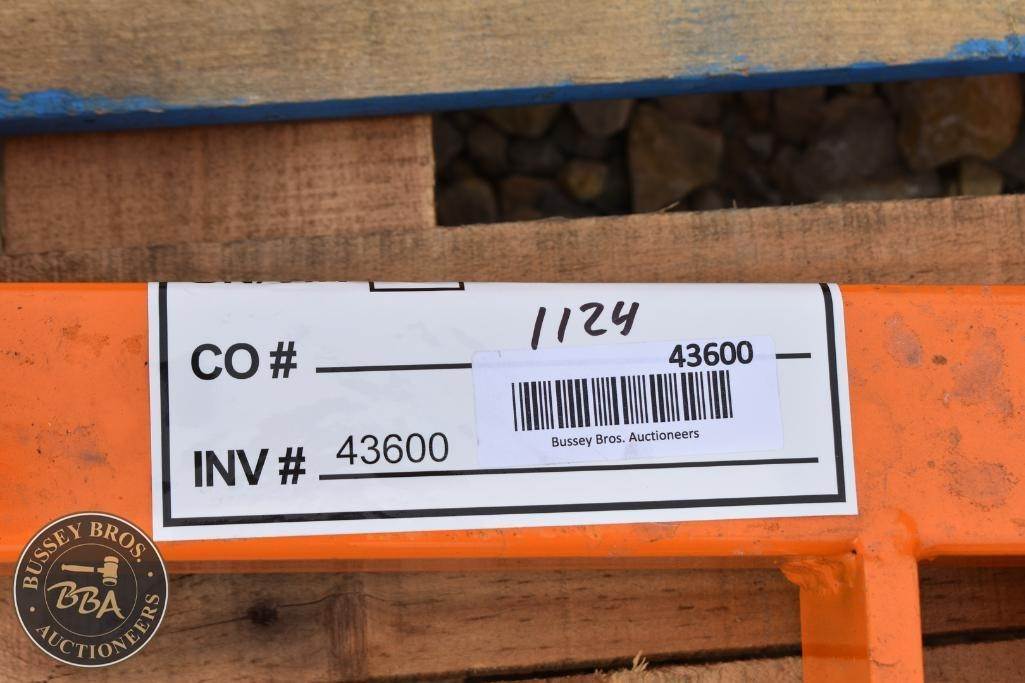 1124
CO #
43600
Bussey Bros. Auctioneers
INV # 43600
BUSSEY BROS.
BBA
AUCTIONEERS